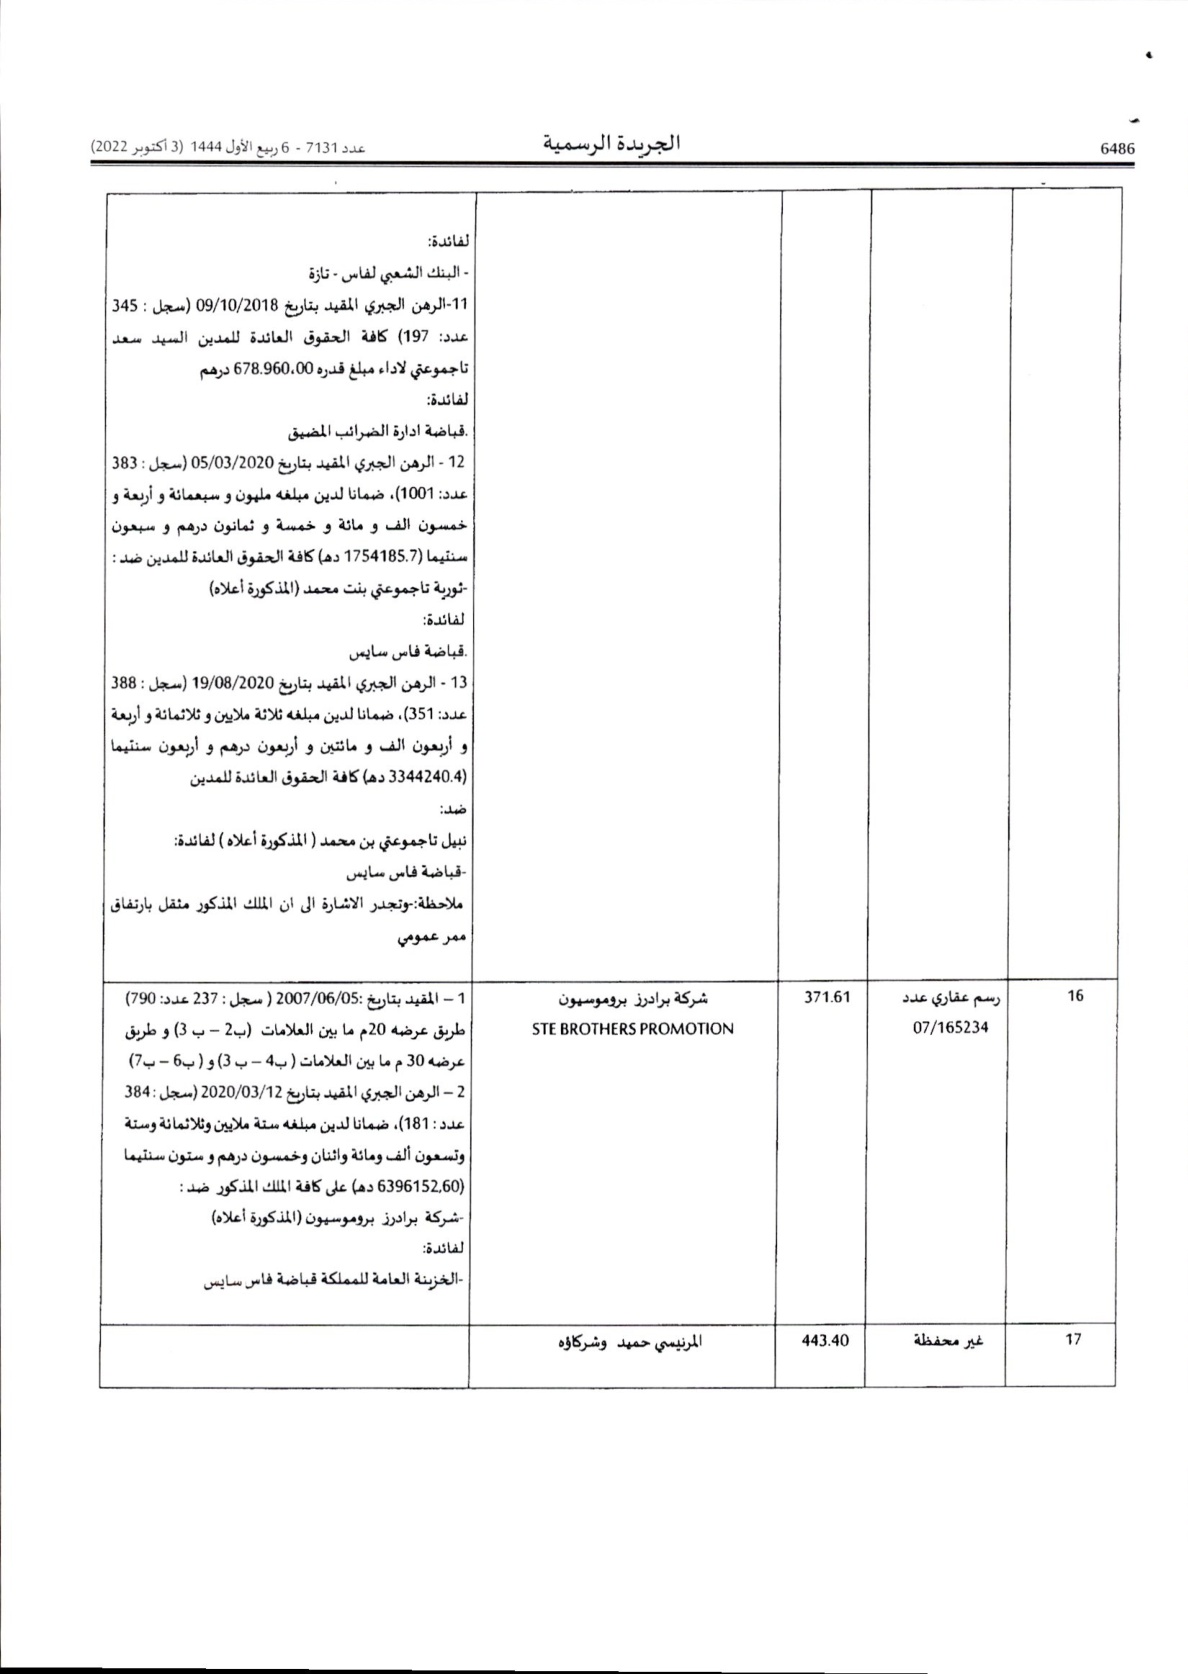 6486
الجريدة الرسمية
عدد 7131 - 6 ربيع الأول 1444 (3 أكتوبر 2022)
لفائدة:
- البنك الشعبي لفاس - تازة
11-الرهن الجبري المقيد بتاريخ 09/10/2018 (سجل : 345
عدد: 197) كافة الحقوق العائدة للمدين السيد سعد
تاجموعتي لاداء مبلغ قدره 678.960،00 درهم
لفائدة:
.قباضة ادارة الضرائب المضيق
12 - الرهن الجبري المقيد بتاريخ 05/03/2020 (سجل : 383
عدد: 1001)، ضمانا لدين مبلغه مليون و سبعمائة و أربعة و
خمسون الف و مائة و خمسة و ثمانون درهم و سبعون
سنتيما (1754185.7 دهـ) كافة الحقوق العائدة للمدين ضد :
-ثورية تاجموعتي بنت محمد (المذكورة أعلاه)
لفائدة:
.قباضة فاس سايس
13 - الرهن الجبري المقيد بتاريخ 19/08/2020 (سجل : 388
عدد: 351)، ضمانا لدين مبلغه ثلاثة ملايين و ثلاثمائة و أربعة
و أربعون الف و مائتين و أربعون درهم و أربعون سنتيما
(3344240.4 دهـ) كافة الحقوق العائدة للمدين
ضد:
نبيل تاجموعتي بن محمد ( المذكورة أعلاه ) لفائدة:
-قباضة فاس سايس
ملاحظة:-وتجدر الاشارة الى ان الملك المذكور مثقل بارتفاق
ممر عمومي
16
رسم عقاري عدد
07/165234
371.61
شركة برادرز بروموسيون
STE BROTHERS PROMOTION
1 – المقيد بتاريخ :2007/06/05 ( سجل : 237 عدد: 790)
طريق عرضه 20م ما بين العلامات (ب2 – ب 3) و طريق
عرضه 30 م ما بين العلامات ( ب4 – ب 3) و ( ب6 – ب7)
2 – الرهن الجبري المقيد بتاريخ 2020/03/12 (سجل : 384
عدد : 181)، ضمانا لدين مبلغه ستة ملايين وثلاثمائة وستة
وتسعون ألف ومائة واثنان وخمسون درهم و ستون سنتيما
(6396152,60 دهـ) على كافة الملك المذكور ضد :
-شركة برادرز بروموسيون (المذكورة أعلاه)
لفائدة:
-الخزينة العامة للمملكة قباضة فاس سايس
17
غير محفظة
443.40
المرنيسي حميد وشركاؤه